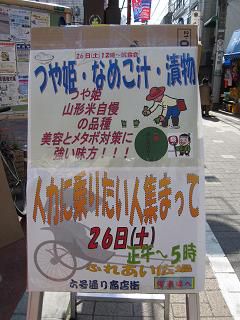 26日(土)12時～試食会
つや姫・なめこ汁・漬物
つや姫
山形米自慢
の品種
美容とメタボ対策に
強い味方！！！
人力に乗りたい人集まって
26日(土)
正午～5時
ふれあい広場
六号通り商店街